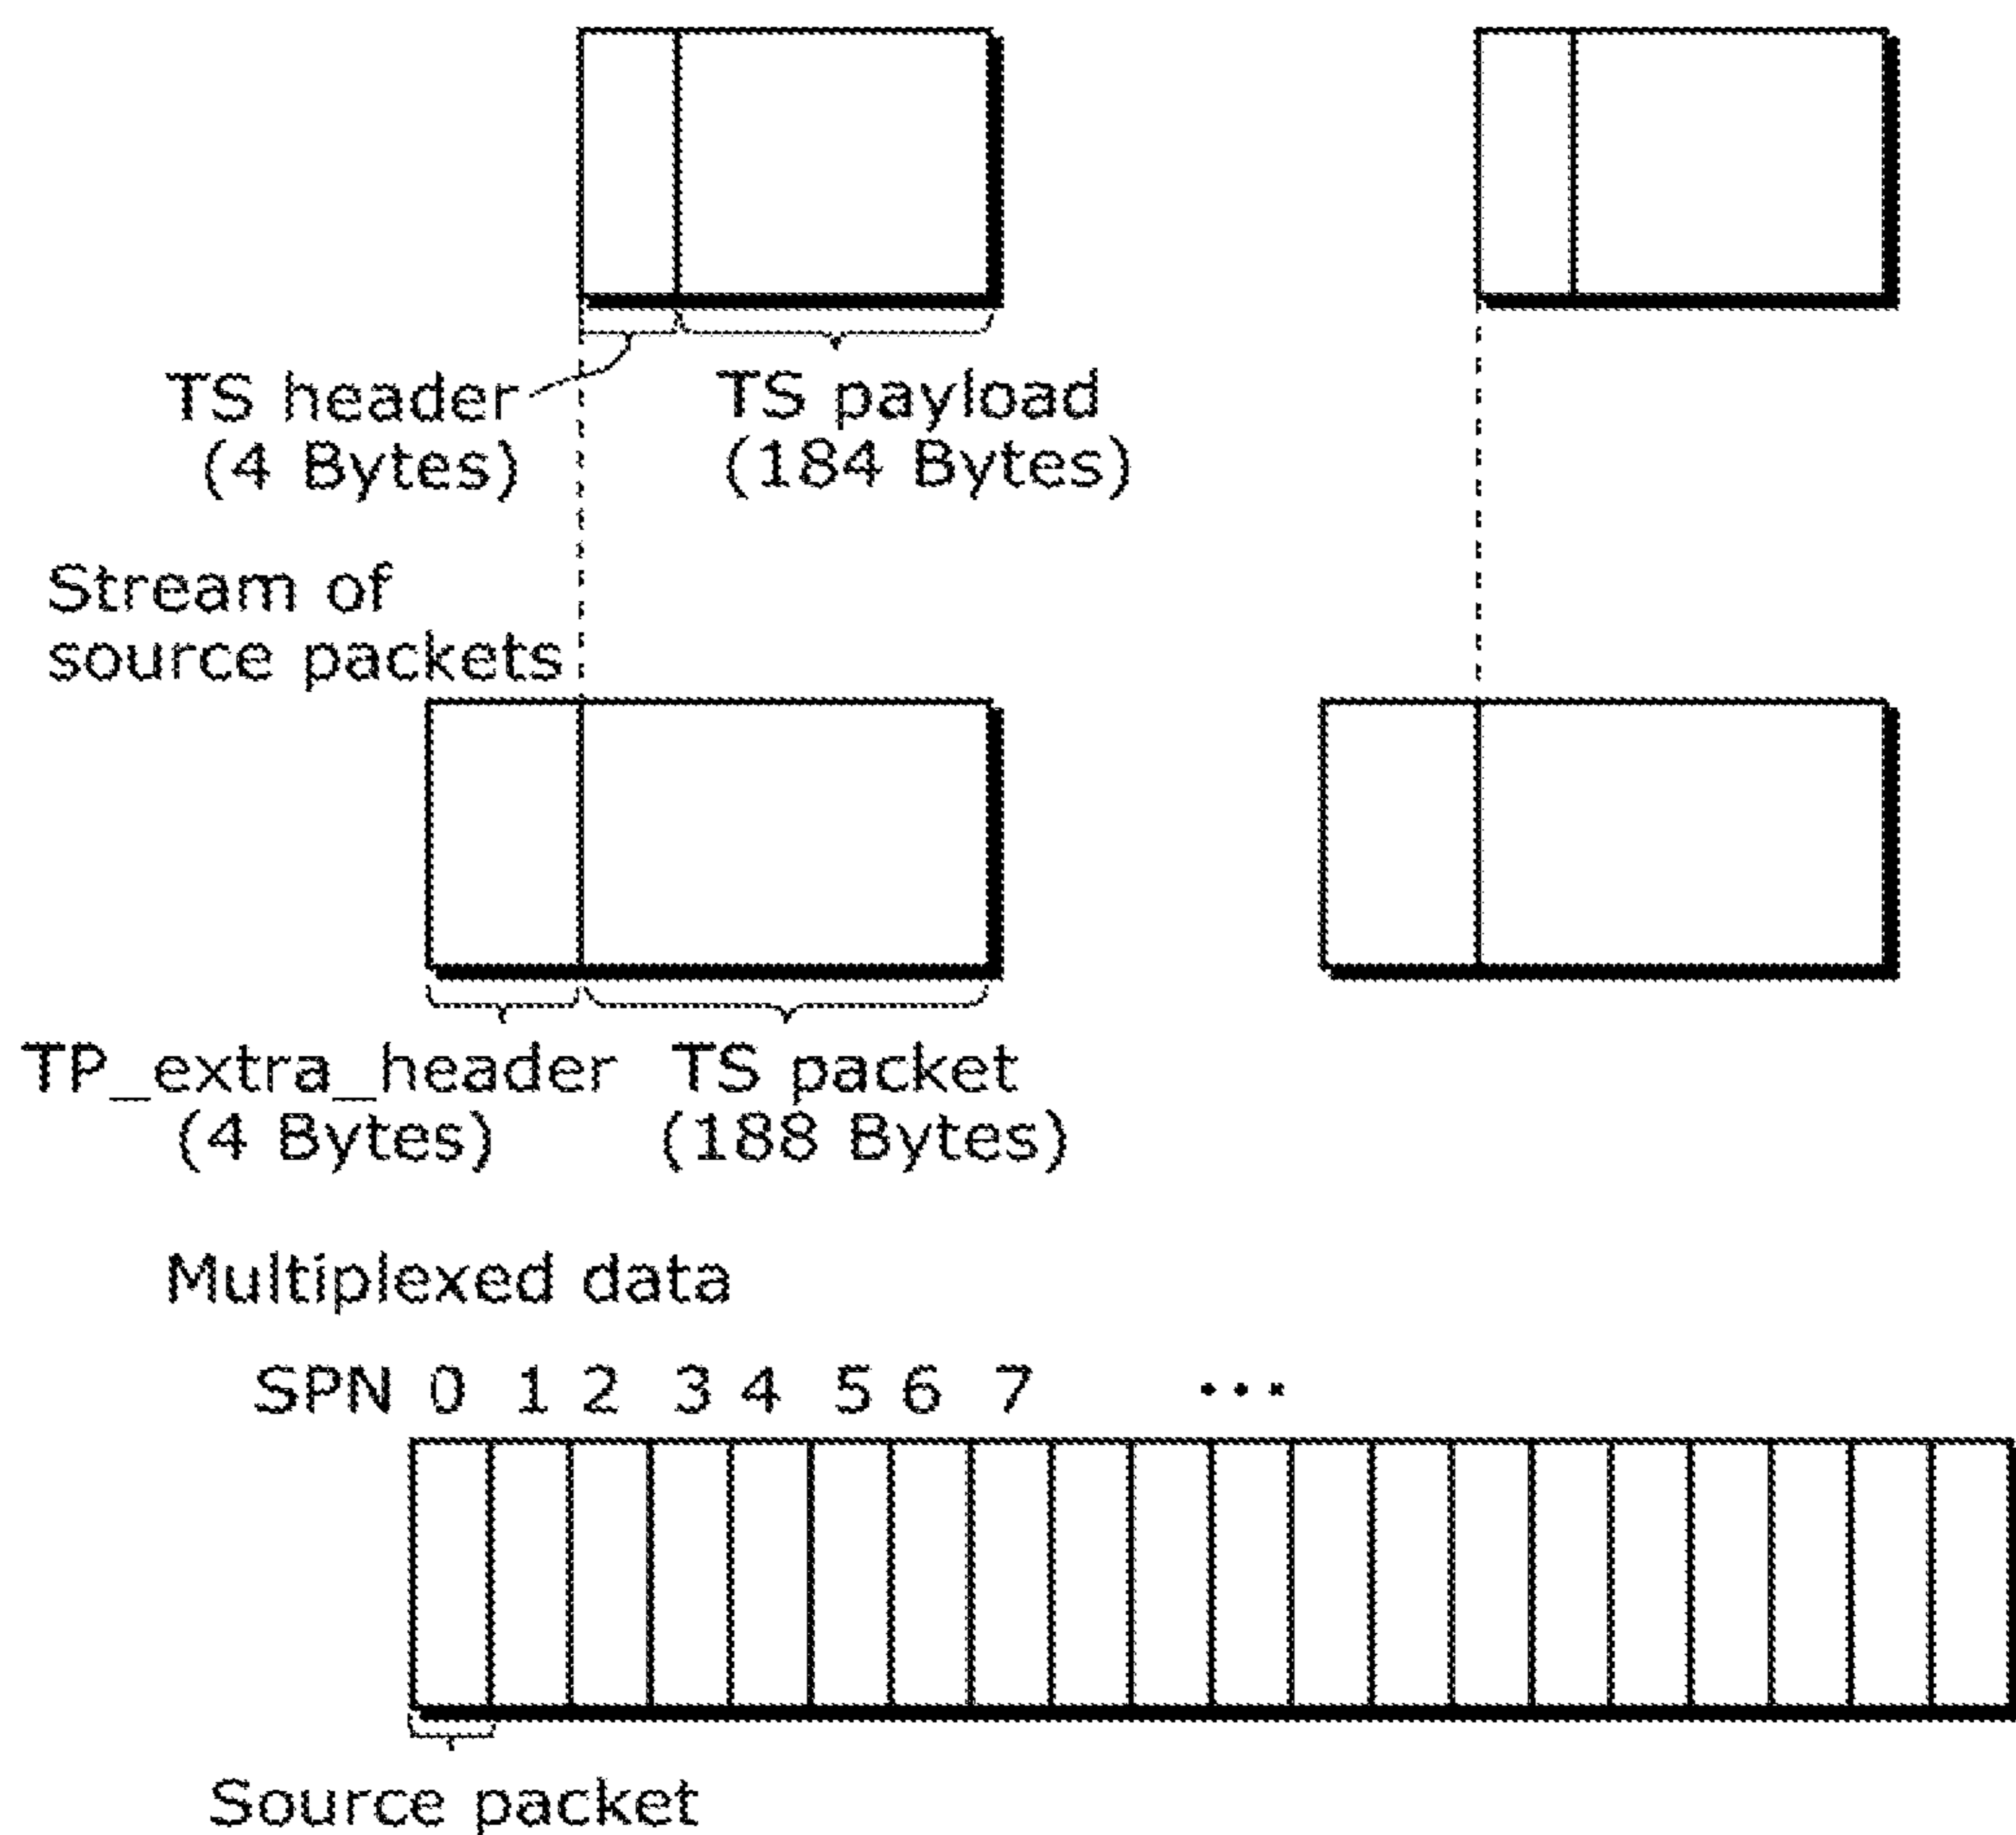 TS header
(4 Bytes)
TS payload
(184 Bytes)
Stream of
source packets
TP_extra_header
(4 Bytes)
TS packet
(188 Bytes)
Multiplexed data
SPN 0 1 2 3 4 5 6 7 ...
Source packet